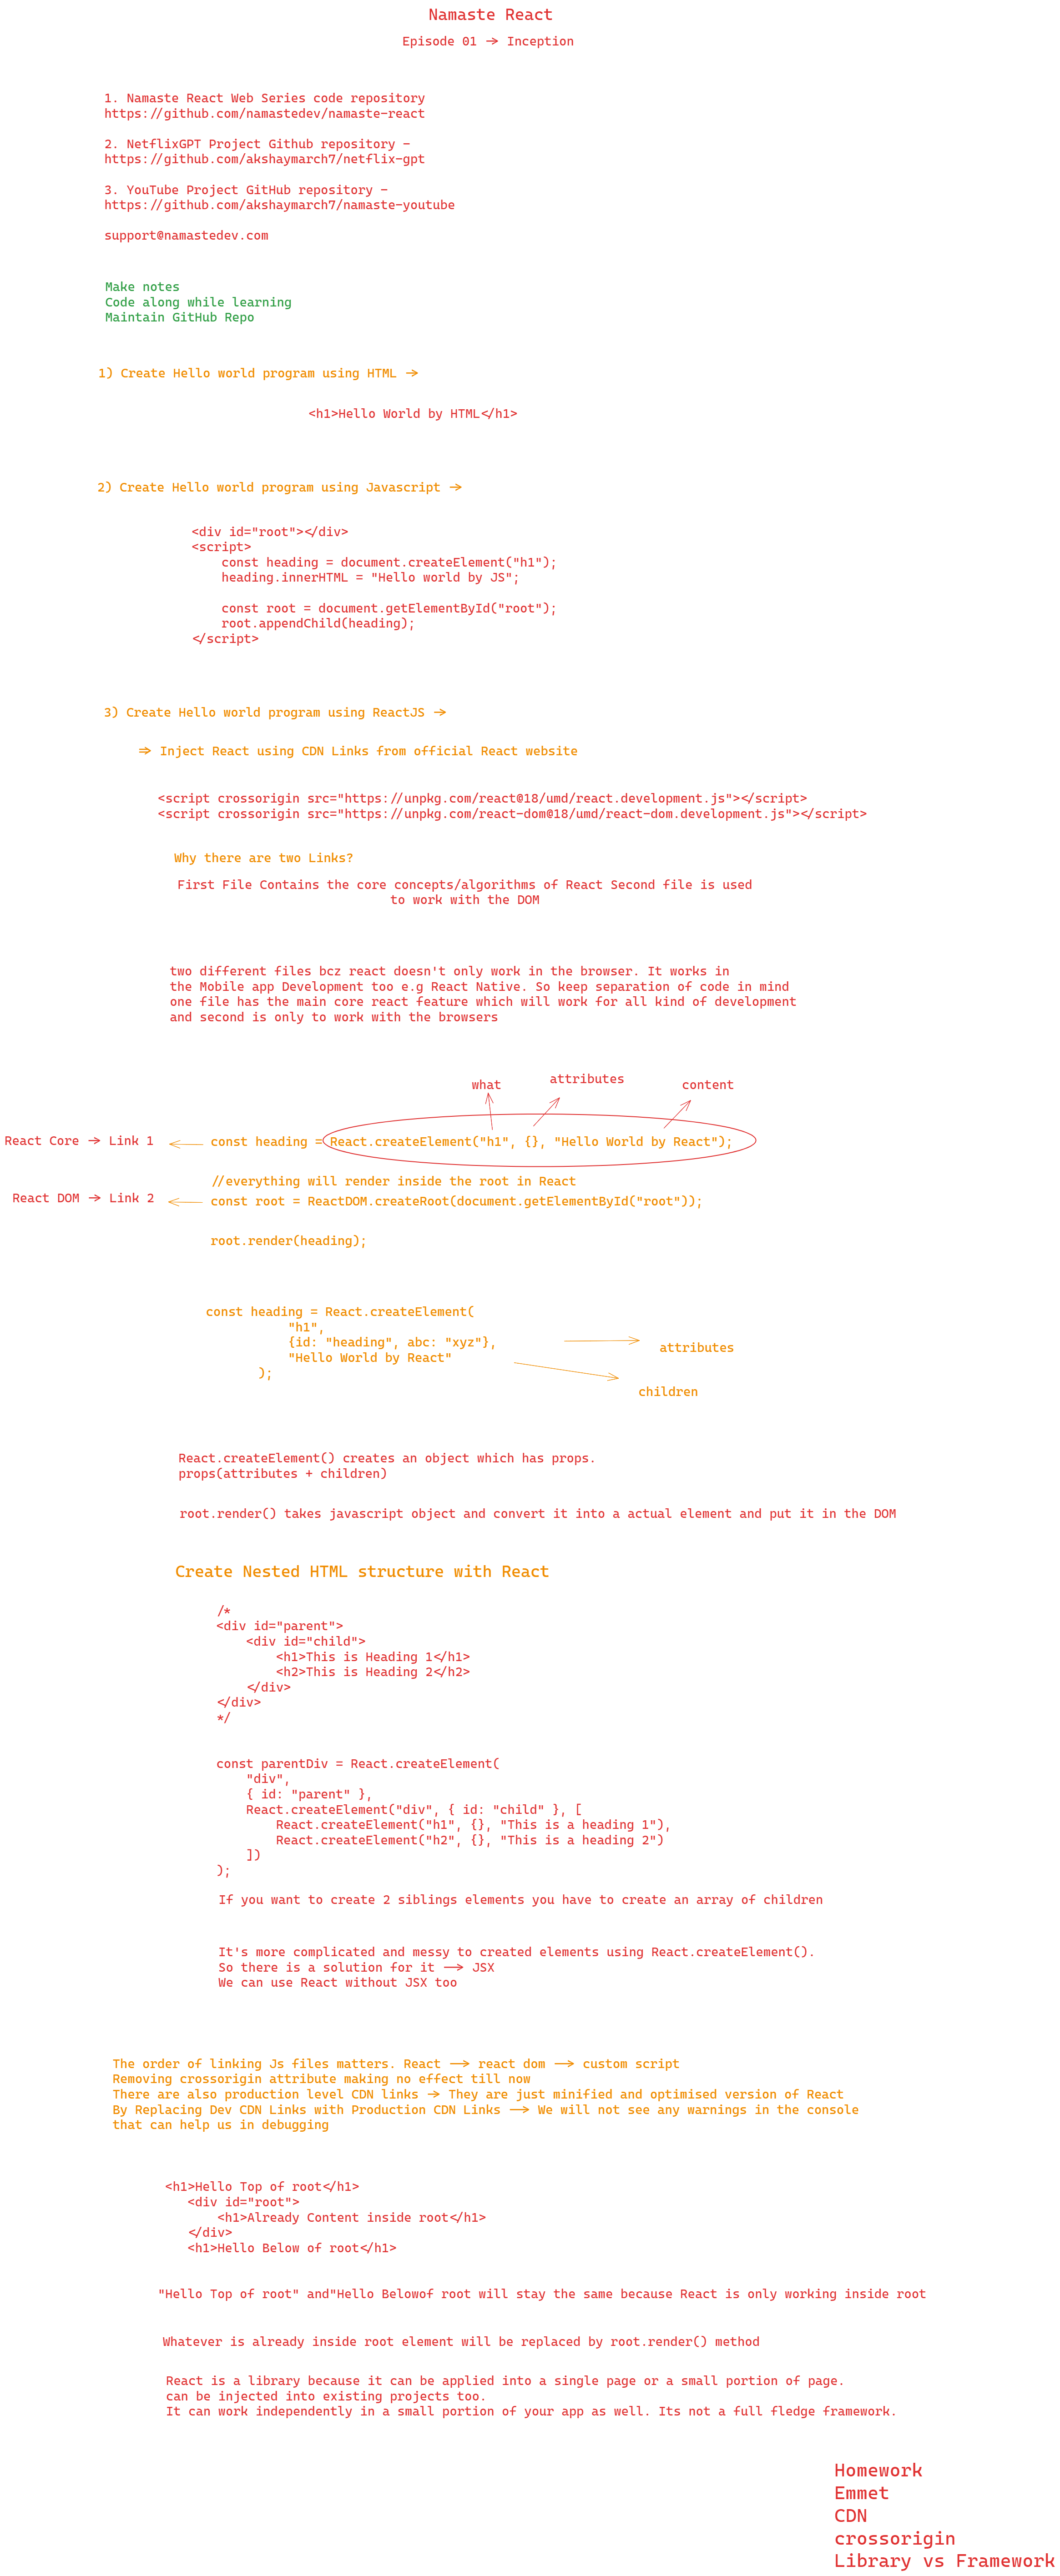 Namaste React
Episode 01 -> Inception
1. Namaste React Web Series code repository
https://github.com/namastedev/namaste-react
2. NetflixGPT Project Github repository -
https://github.com/akshaymarch7/netflix-gpt
3. YouTube Project GitHub repository -
https://github.com/akshaymarch7/namaste-youtube
support@namastedev.com
Make notes
Code along while learning
Maintain GitHub Repo
1) Create Hello world program using HTML ->
<h1>Hello World by HTML</h1>
2) Create Hello world program using Javascript ->
<div id="root"></div>
<script>
    const heading = document.createElement("h1");
    heading.innerHTML = "Hello world by JS";
    const root = document.getElementById("root");
    root.appendChild(heading);
</script>
3) Create Hello world program using ReactJS ->
=> Inject React using CDN Links from official React website
<script crossorigin src="https://unpkg.com/react@18/umd/react.development.js"></script>
<script crossorigin src="https://unpkg.com/react-dom@18/umd/react-dom.development.js"></script>
Why there are two Links?
First File Contains the core concepts/algorithms of React Second file is used
to work with the DOM
two different files bcz react doesn't only work in the browser. It works in
the Mobile app Development too e.g React Native. So keep separation of code in mind
one file has the main core react feature which will work for all kind of development
and second is only to work with the browsers
what
attributes
content
React Core -> Link 1
const heading = React.createElement("h1", {}, "Hello World by React");
//everything will render inside the root in React
React DOM -> Link 2
const root = ReactDOM.createRoot(document.getElementById("root"));
root.render(heading);
const heading = React.createElement(
           "h1",
           {id: "heading", abc: "xyz"},
attributes
           "Hello World by React"
       );
children
React.createElement() creates an object which has props.
props(attributes + children)
root.render() takes javascript object and convert it into a actual element and put it in the DOM
Create Nested HTML structure with React
/*
<div id="parent">
    <div id="child">
        <h1>This is Heading 1</h1>
        <h2>This is Heading 2</h2>
    </div>
</div>
*/
const parentDiv = React.createElement(
    "div",
    { id: "parent" },
    React.createElement("div", { id: "child" }, [
        React.createElement("h1", {}, "This is a heading 1"),
        React.createElement("h2", {}, "This is a heading 2")
    ])
);
If you want to create 2 siblings elements you have to create an array of children
It's more complicated and messy to created elements using React.createElement().
So there is a solution for it --> JSX
We can use React without JSX too
The order of linking Js files matters. React --> react dom --> custom script
Removing crossorigin attribute making no effect till now
There are also production level CDN links -> They are just minified and optimised version of React
By Replacing Dev CDN Links with Production CDN Links --> We will not see any warnings in the console
that can help us in debugging
<h1>Hello Top of root</h1>
   <div id="root">
       <h1>Already Content inside root</h1>
   </div>
   <h1>Hello Below of root</h1>
"Hello Top of root" and"Hello Belowof root will stay the same because React is only working inside root
Whatever is already inside root element will be replaced by root.render() method
React is a library because it can be applied into a single page or a small portion of page.
can be injected into existing projects too.
It can work independently in a small portion of your app as well. Its not a full fledge framework.
Homework
Emmet
CDN
crossorigin
Library vs Framework